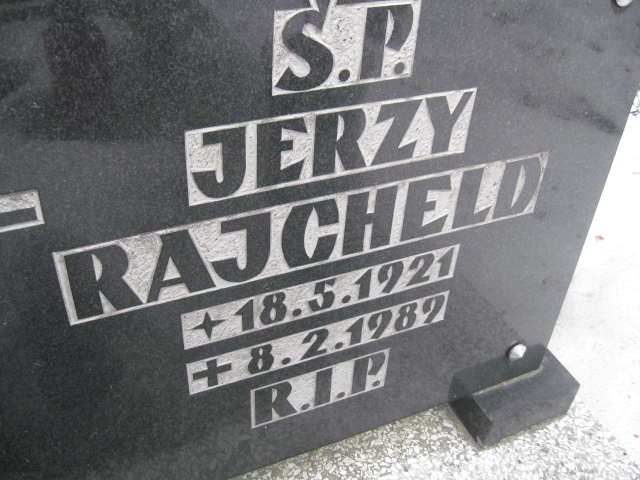 Ś.P.
JERZY
RAJCHELD
18.5.1921
8.2.1989
R.I.P.